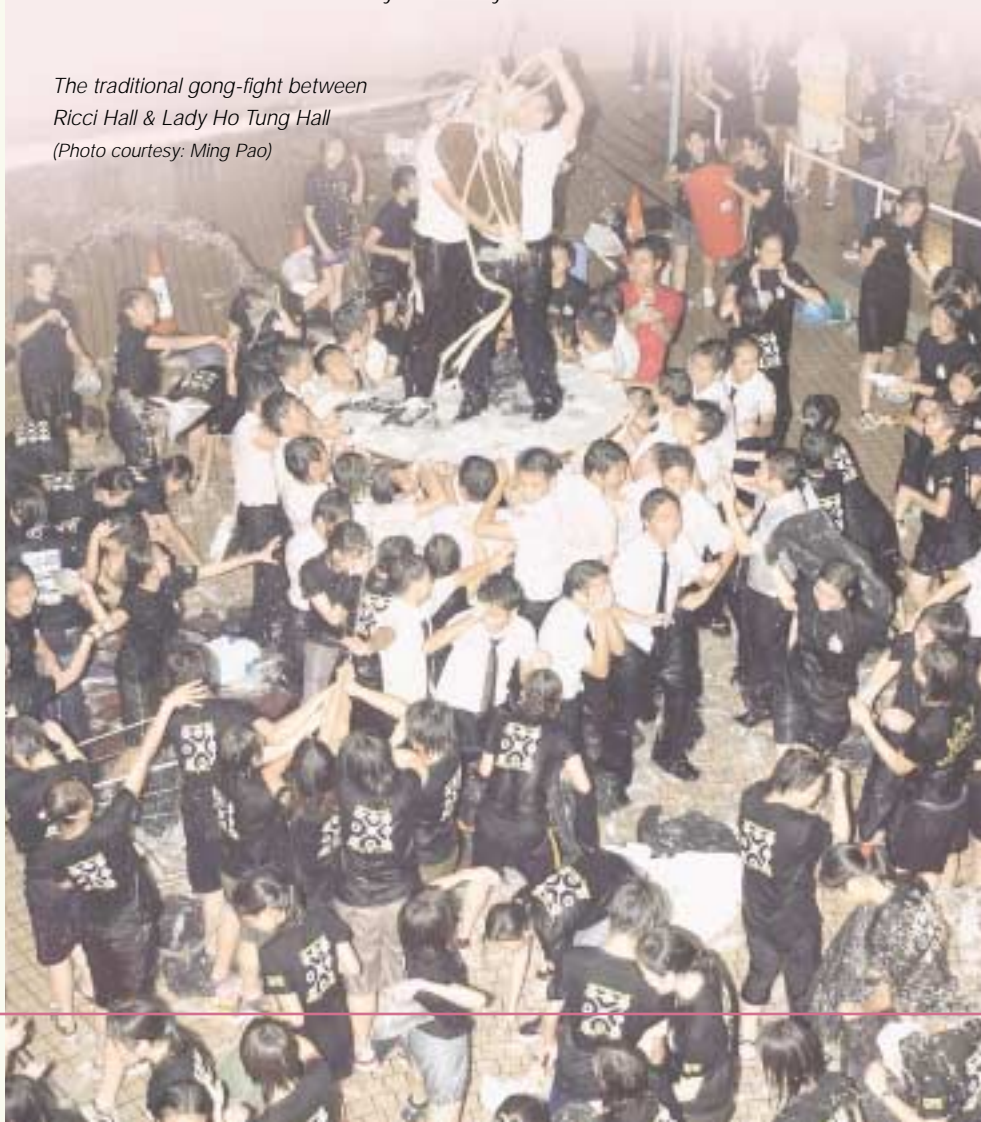 The traditional gong-fight between
Ricci Hall & Lady Ho Tung Hall
(Photo courtesy: Ming Pao)